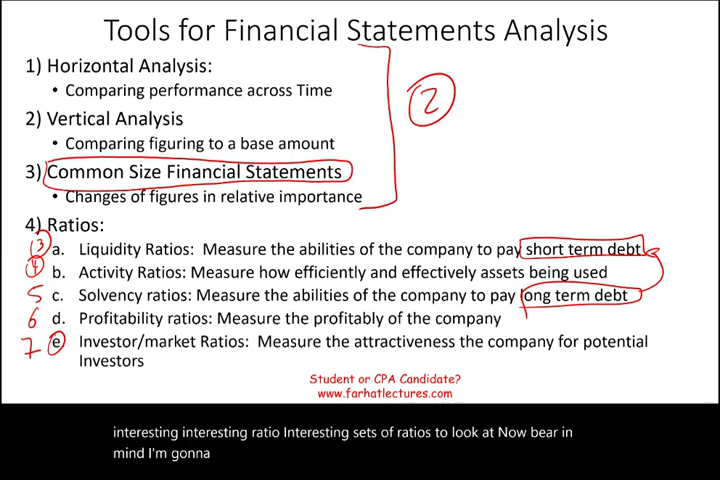 Tools for Financial Statements Analysis
1) Horizontal Analysis:
• Comparing performance across Time
2) Vertical Analysis
• Comparing figuring to a base amount
3) Common Size Financial Statements
• Changes of figures in relative importance
2
4) Ratios:
3 a. Liquidity Ratios: Measure the abilities of the company to pay short term debt
4 b. Activity Ratios: Measure how efficiently and effectively assets being used
5 c. Solvency ratios: Measure the abilities of the company to pay long term debt
6 d. Profitability ratios: Measure the profitably of the company
7 e Investor/market Ratios: Measure the attractiveness the company for potential
Investors
Student or CPA Candidate?
www.farhatlectures.com
interesting interesting ratio Interesting sets of ratios to look at Now bear in
mind I'm gonna